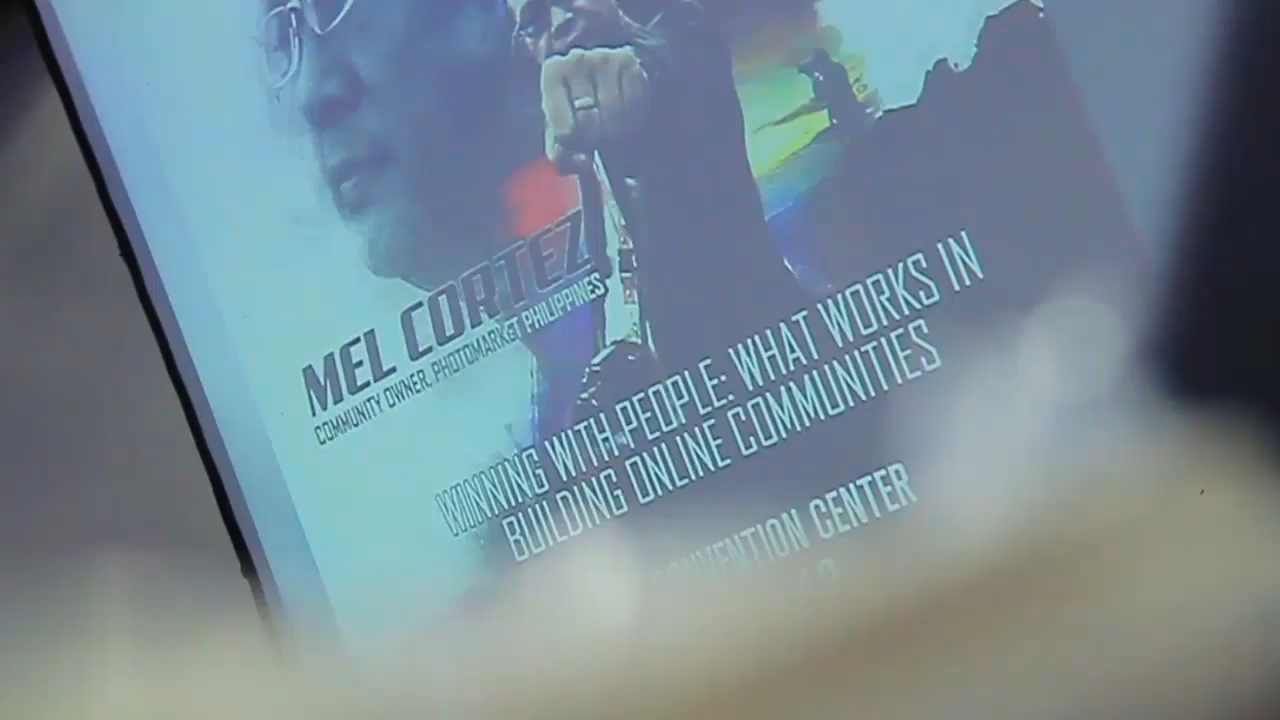 MEL CORTEZ
COMMUNITY OWNER, PHOTOMARKET PHILIPPINES
WINNING WITH PEOPLE: WHAT WORKS IN
BUILDING ONLINE COMMUNITIES
CONVENTION CENTER